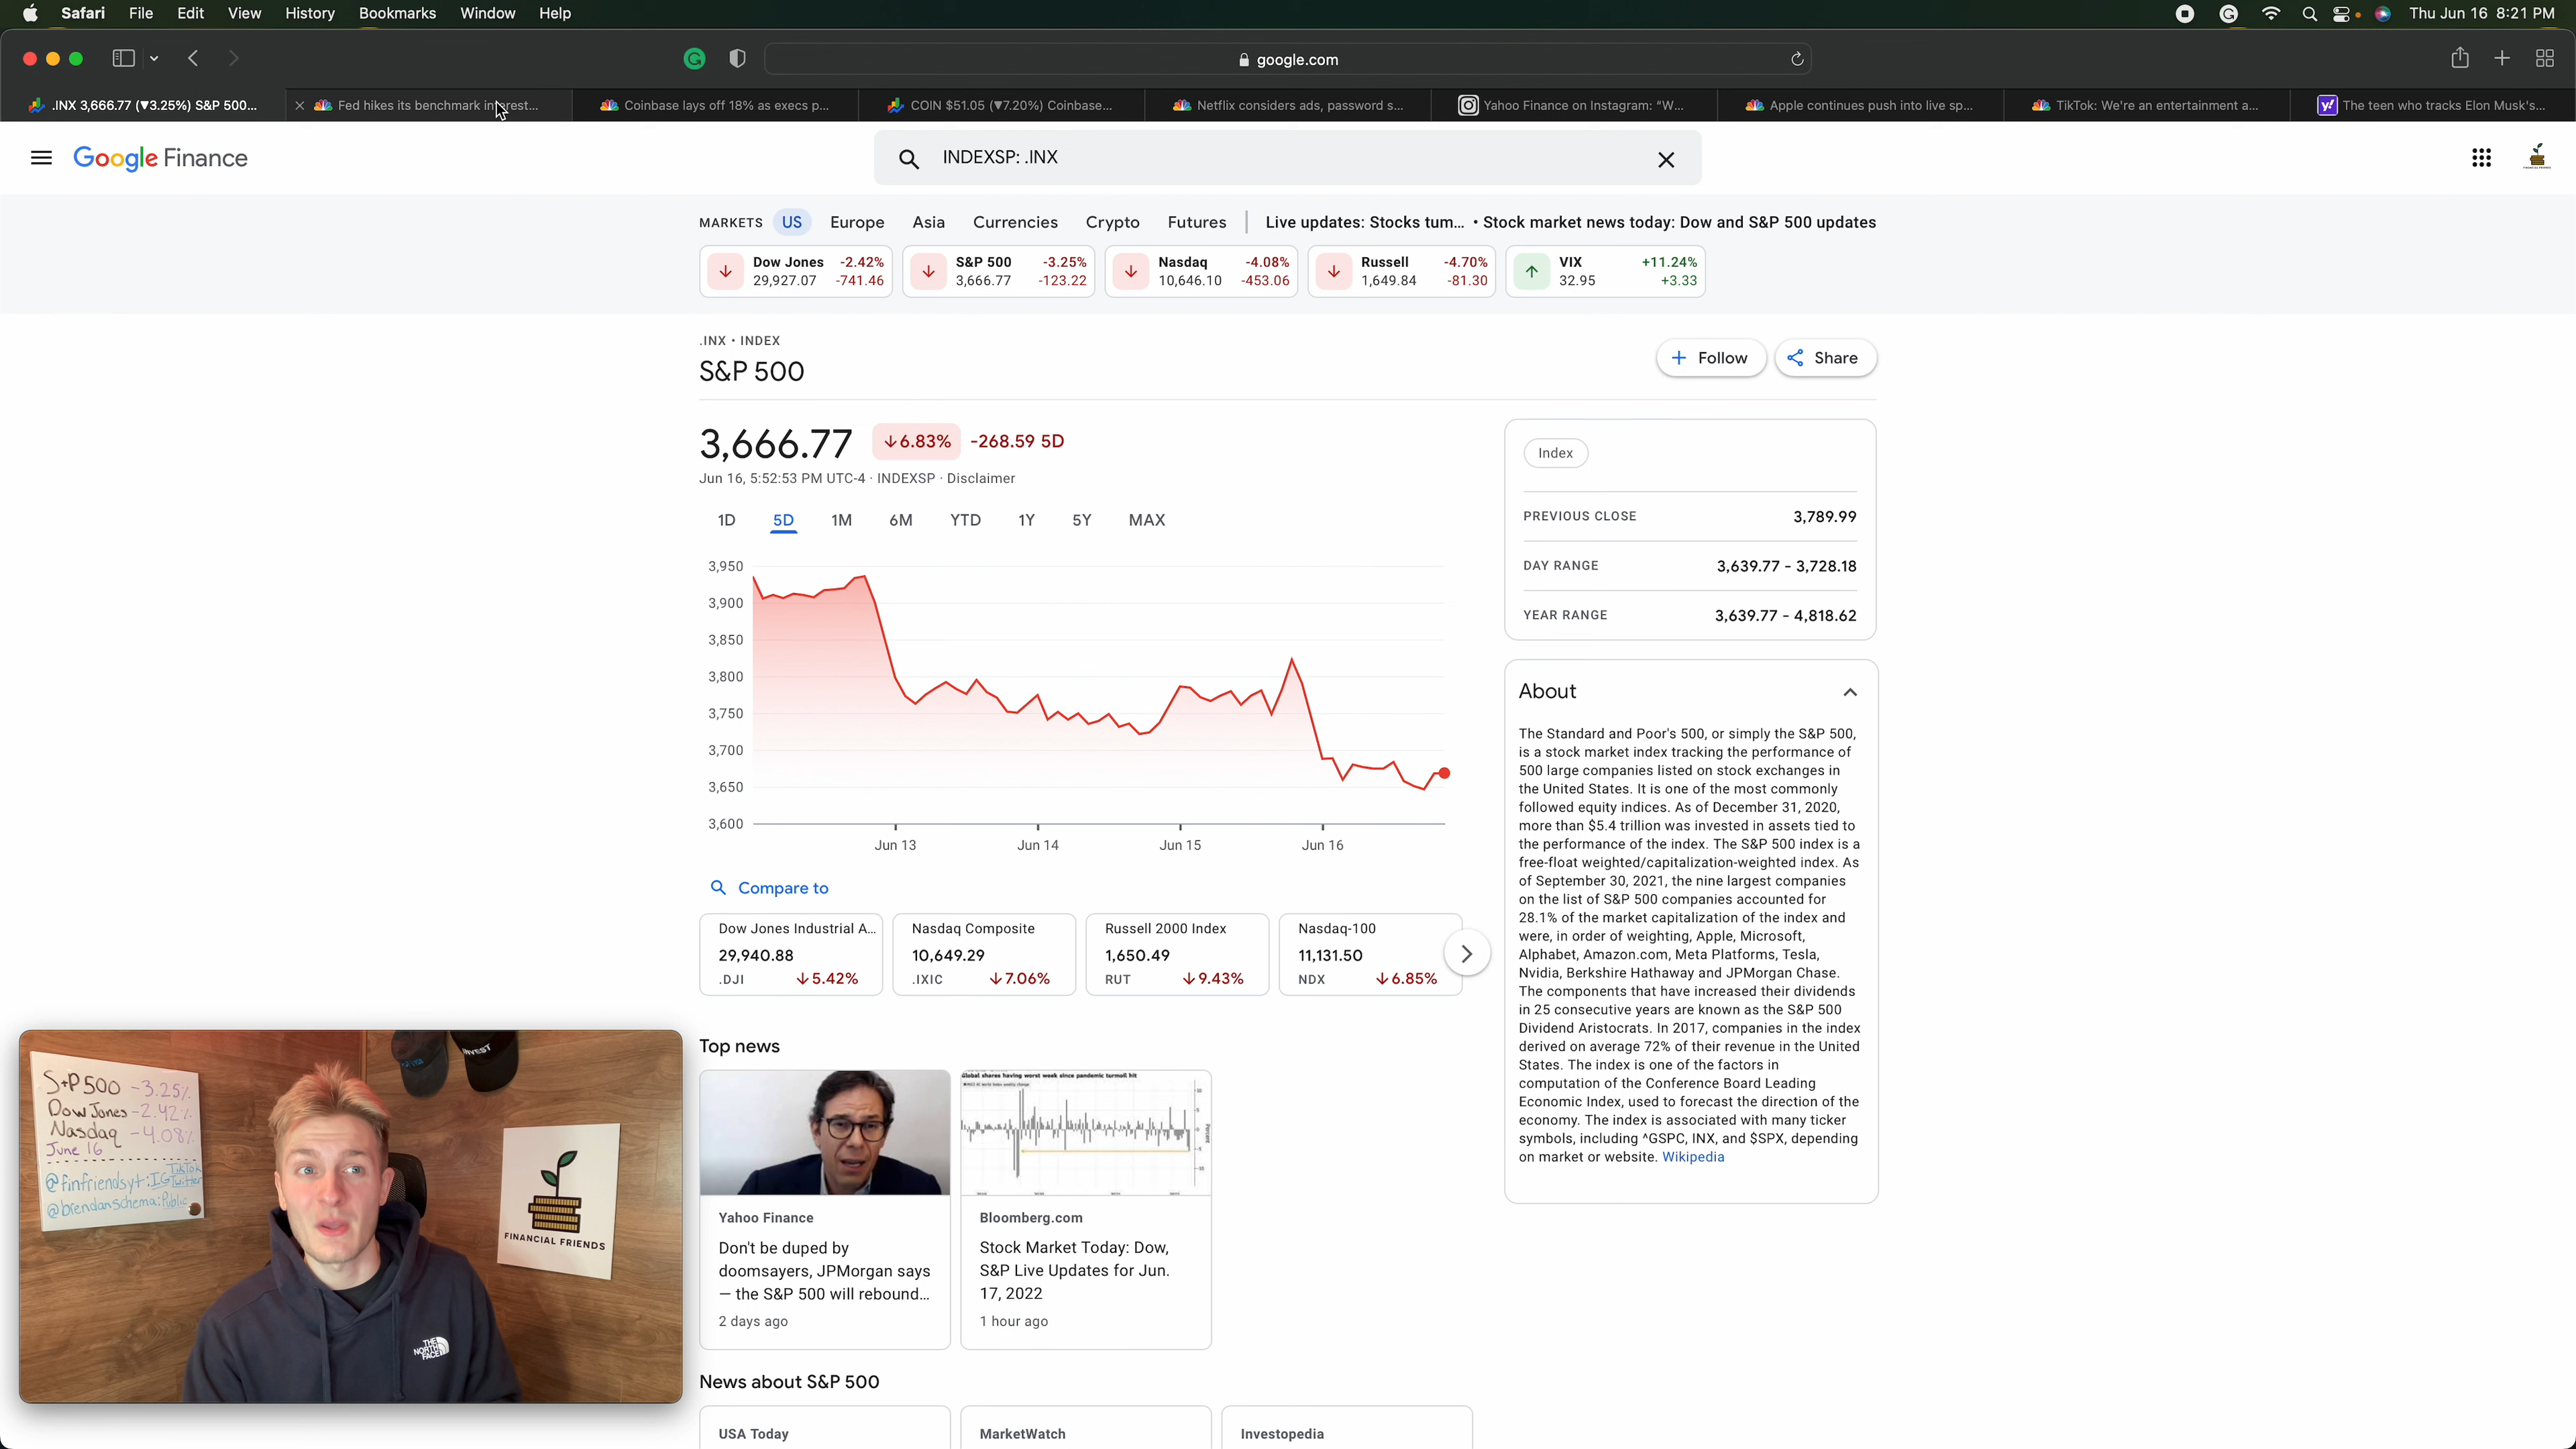 Safari File Edit View History Bookmarks Window Help Thu Jun 16 8:21 PM
google.com
.INX 3,666.77 (▼3.25%) S&P 500...
Fed hikes its benchmark interest...
Coinbase lays off 18% as execs p...
COIN $51.05 (▼7.20%) Coinbase...
Netflix considers ads, password s...
Yahoo Finance on Instagram: “W...
Apple continues push into live sp...
TikTok: We're an entertainment a...
The teen who tracks Elon Musk's...
Google Finance
INDEXSP: .INX
MARKETS US Europe Asia Currencies Crypto Futures Live updates: Stocks tum... • Stock market news today: Dow and S&P 500 updates
Dow Jones -2.42%
29,927.07 -741.46
S&P 500 -3.25%
3,666.77 -123.22
Nasdaq -4.08%
10,646.10 -453.06
Russell -4.70%
1,649.84 -81.30
VIX +11.24%
32.95 +3.33
.INX • INDEX
S&P 500
Follow
Share
3,666.77 ↓6.83% -268.59 5D
Jun 16, 5:52:53 PM UTC-4 · INDEXSP · Disclaimer
1D 5D 1M 6M YTD 1Y 5Y MAX
3,950
3,900
3,850
3,800
3,750
3,700
3,650
3,600
Jun 13 Jun 14 Jun 15 Jun 16
Index
PREVIOUS CLOSE 3,789.99
DAY RANGE 3,639.77 - 3,728.18
YEAR RANGE 3,639.77 - 4,818.62
About
The Standard and Poor's 500, or simply the S&P 500,
is a stock market index tracking the performance of
500 large companies listed on stock exchanges in
the United States. It is one of the most commonly
followed equity indices. As of December 31, 2020,
more than $5.4 trillion was invested in assets tied to
the performance of the index. The S&P 500 index is a
free-float weighted/capitalization-weighted index. As
of September 30, 2021, the nine largest companies
on the list of S&P 500 companies accounted for
28.1% of the market capitalization of the index and
were, in order of weighting, Apple, Microsoft,
Alphabet, Amazon.com, Meta Platforms, Tesla,
Nvidia, Berkshire Hathaway and JPMorgan Chase.
The components that have increased their dividends
in 25 consecutive years are known as the S&P 500
Dividend Aristocrats. In 2017, companies in the index
derived on average 72% of their revenue in the United
States. The index is one of the factors in
computation of the Conference Board Leading
Economic Index, used to forecast the direction of the
economy. The index is associated with many ticker
symbols, including ^GSPC, INX, and $SPX, depending
on market or website. Wikipedia
Compare to
Dow Jones Industrial A...
29,940.88
.DJI ↓5.42%
Nasdaq Composite
10,649.29
.IXIC ↓7.06%
Russell 2000 Index
1,650.49
RUT ↓9.43%
Nasdaq-100
11,131.50
NDX ↓6.85%
Top news
Global shares having worst week since pandemic turmoil hit
Yahoo Finance
Don't be duped by
doomsayers, JPMorgan says
— the S&P 500 will rebound...
2 days ago
Bloomberg.com
Stock Market Today: Dow,
S&P Live Updates for Jun.
17, 2022
1 hour ago
News about S&P 500
USA Today
MarketWatch
Investopedia
S+P 500 -3.25%
Dow Jones -2.42%
Nasdaq -4.08%
June 16
TikTok
@finfriendsyt: IG Twitter
@brendanschema: Public
INVEST
FINANCIAL FRIENDS
THE
NORTH
FACE